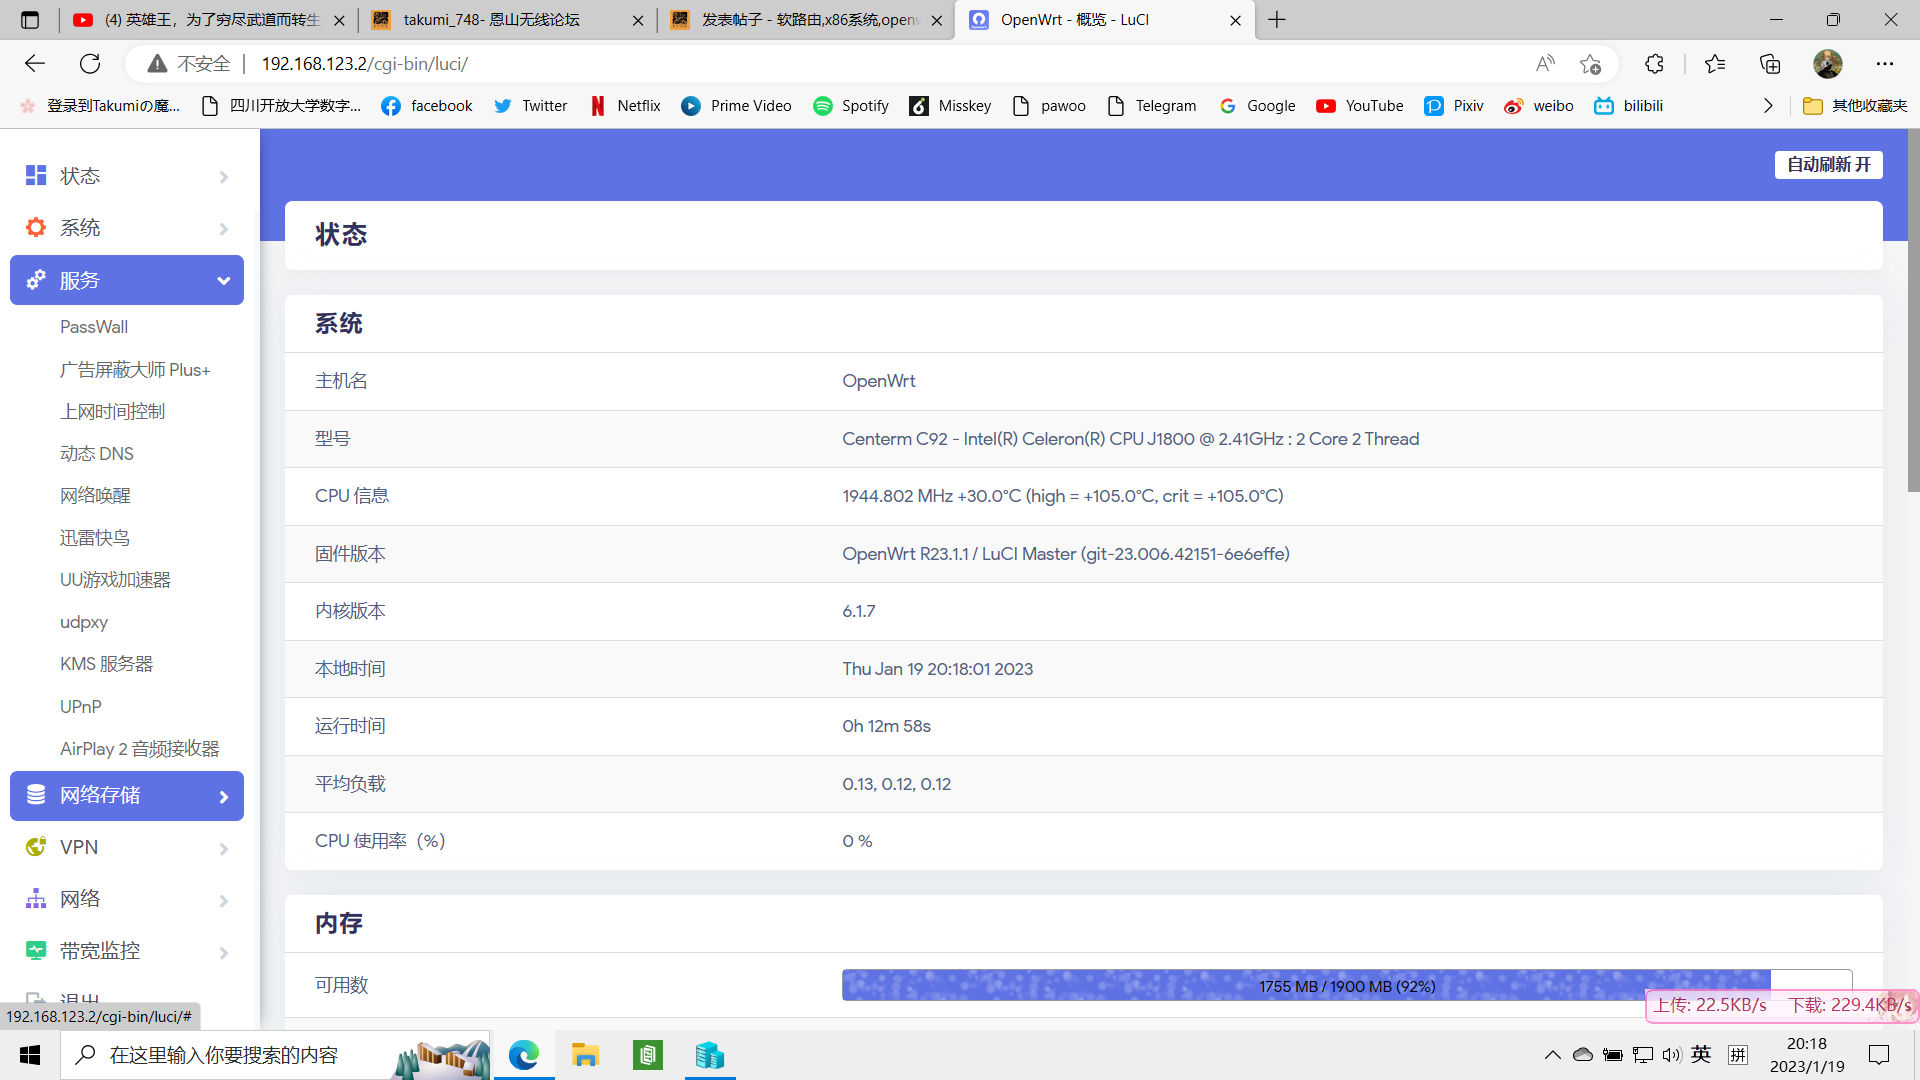 (4) 英雄王，为了穷尽武道而转生
takumi_748- 恩山无线论坛
发表帖子 - 软路由,x86系统,openw
OpenWrt - 概览 - LuCI
不安全
192.168.123.2/cgi-bin/luci/
登录到Takumiの魔...
四川开放大学数字...
facebook
Twitter
Netflix
Prime Video
Spotify
Misskey
pawoo
Telegram
Google
YouTube
Pixiv
weibo
bilibili
其他收藏夹
状态
系统
服务
PassWall
广告屏蔽大师 Plus+
上网时间控制
动态 DNS
网络唤醒
迅雷快鸟
UU游戏加速器
udpxy
KMS 服务器
UPnP
AirPlay 2 音频接收器
网络存储
VPN
网络
带宽监控
退出
192.168.123.2/cgi-bin/luci/#
自动刷新 开
状态
系统
主机名 OpenWrt
型号 Centerm C92 - Intel(R) Celeron(R) CPU J1800 @ 2.41GHz : 2 Core 2 Thread
CPU 信息 1944.802 MHz +30.0°C (high = +105.0°C, crit = +105.0°C)
固件版本 OpenWrt R23.1.1 / LuCI Master (git-23.006.42151-6e6effe)
内核版本 6.1.7
本地时间 Thu Jan 19 20:18:01 2023
运行时间 0h 12m 58s
平均负载 0.13, 0.12, 0.12
CPU 使用率（%） 0 %
内存
可用数 1755 MB / 1900 MB (92%)
上传: 22.5KB/s 下载: 229.4KB/s
在这里输入你要搜索的内容
英
拼
20:18
2023/1/19